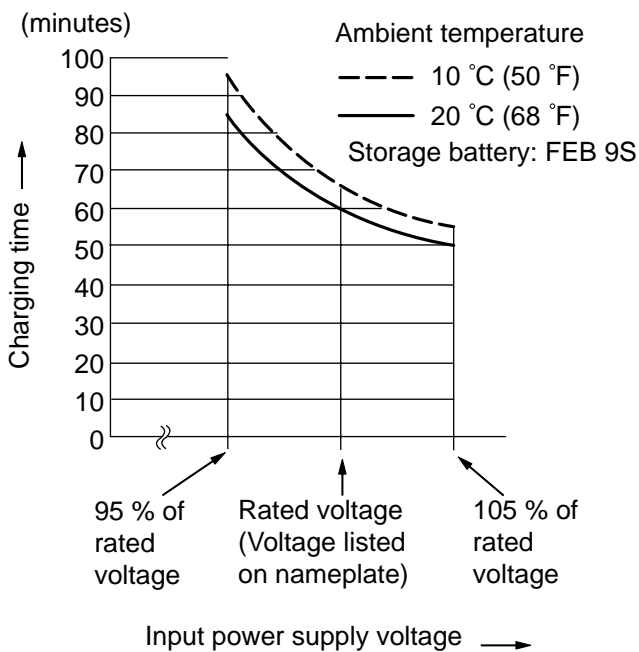 (minutes)
Ambient temperature
10 °C (50 °F)
20 °C (68 °F)
Storage battery: FEB 9S
100
90
80
70
60
50
40
30
20
10
0
Charging time
95 % of
rated
voltage
Rated voltage
(Voltage listed
on nameplate)
105 % of
rated
voltage
Input power supply voltage